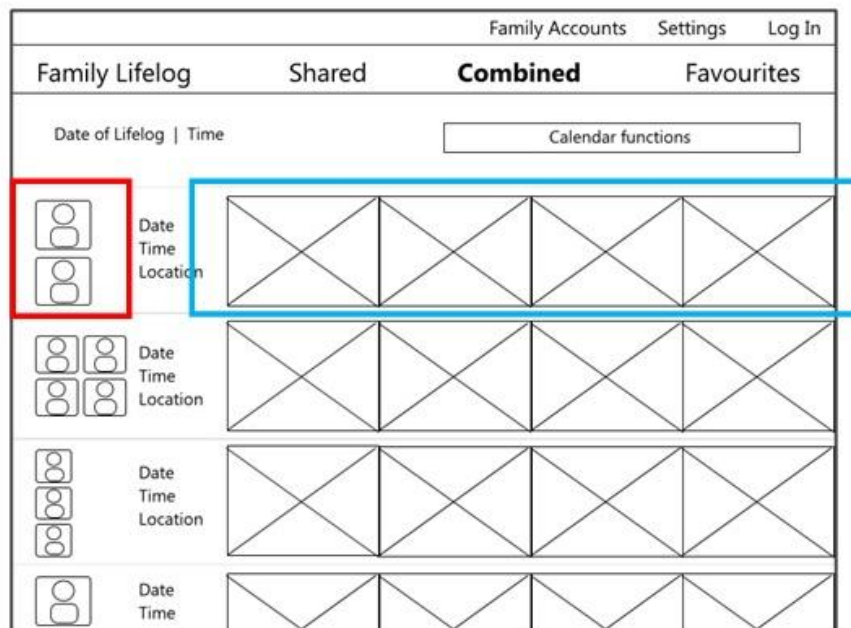 Family Accounts Settings Log In
Family Lifelog Shared Combined Favourites
Date of Lifelog | Time Calendar functions
Date
Time
Location
Date
Time
Location
Date
Time
Location
Date
Time